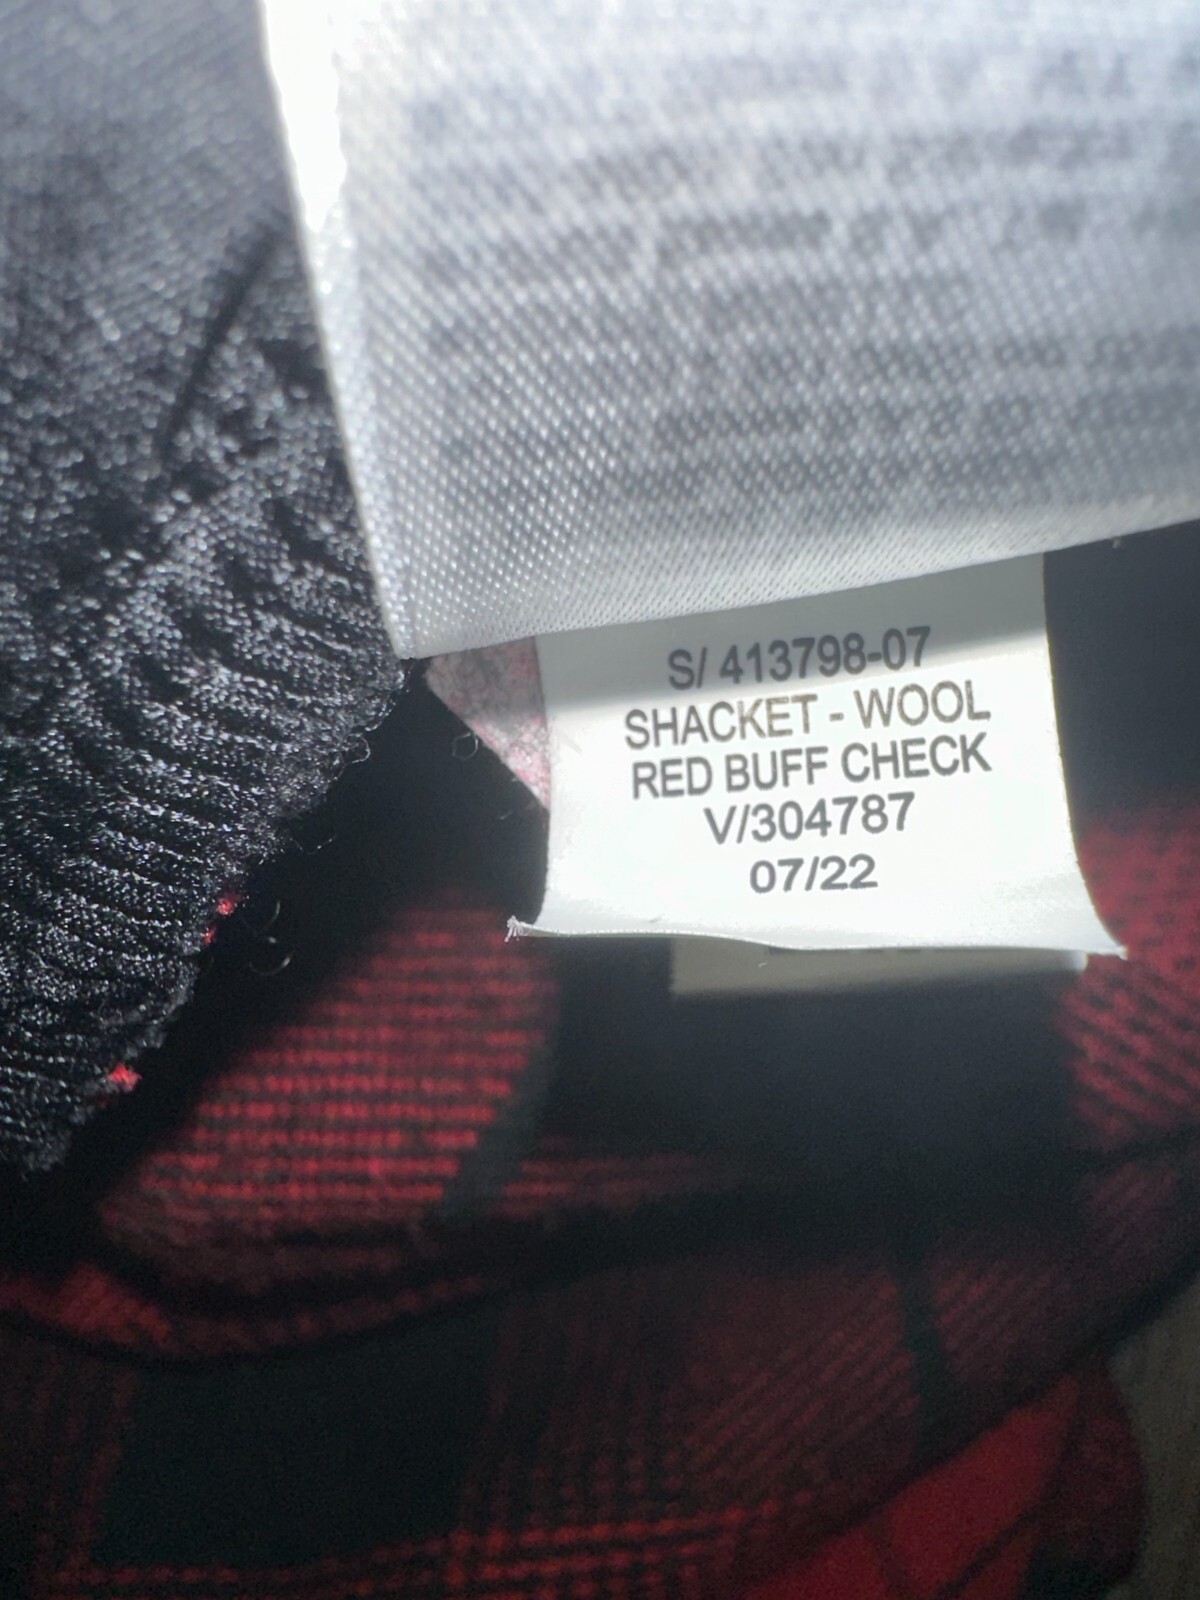 S/ 413798-07
SHACKET - WOOL
RED BUFF CHECK
V/304787
07/22